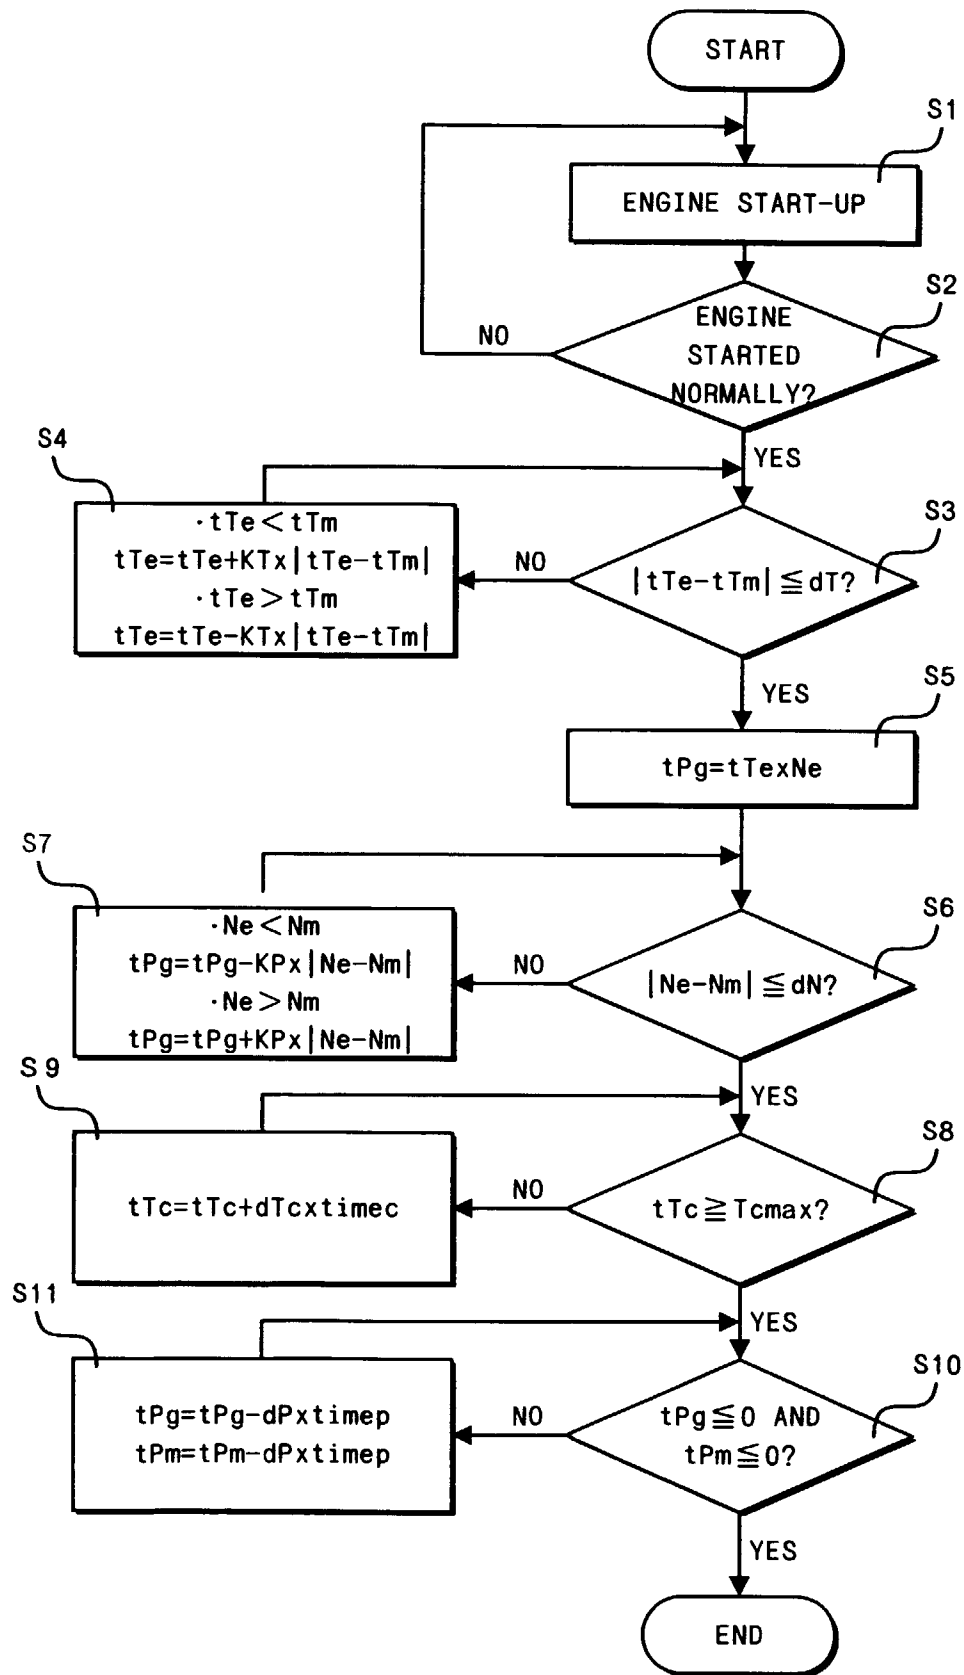 START
S1
ENGINE START-UP
S2
ENGINE
STARTED
NORMALLY?
NO
YES
S4
·tTe<tTm
tTe=tTe+KTx|tTe-tTm|
·tTe>tTm
tTe=tTe-KTx|tTe-tTm|
S3
NO
|tTe-tTm|≦dT?
YES
S5
tPg=tTexNe
S7
·Ne<Nm
tPg=tPg-KPx|Ne-Nm|
·Ne>Nm
tPg=tPg+KPx|Ne-Nm|
S6
NO
|Ne-Nm|≦dN?
YES
S9
tTc=tTc+dTcxtimec
S8
NO
tTc≧Tcmax?
YES
S11
tPg=tPg-dPxtimep
tPm=tPm-dPxtimep
S10
NO
tPg≦0 AND
tPm≦0?
YES
END